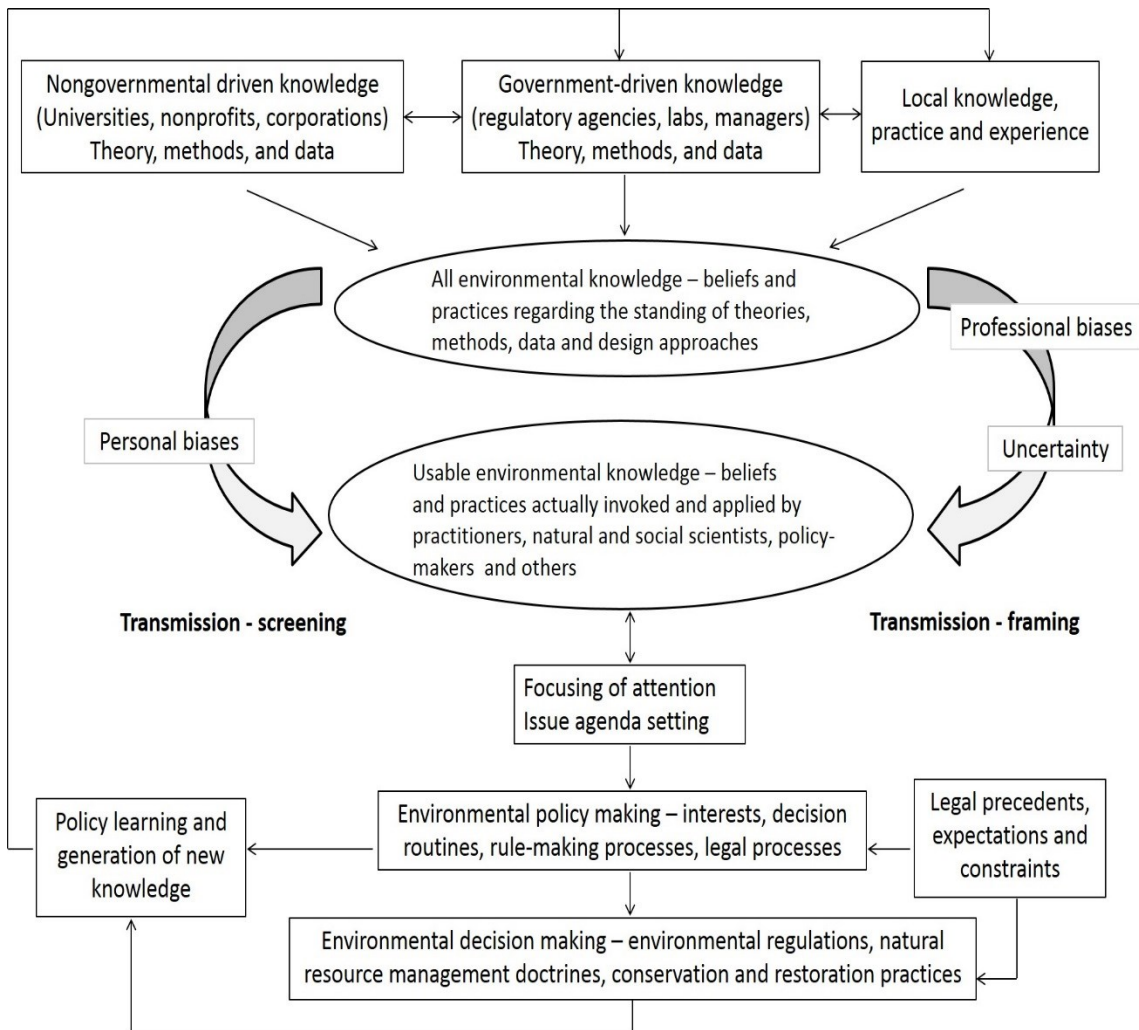 Nongovernmental driven knowledge
(Universities, nonprofits, corporations)
Theory, methods, and data
Government-driven knowledge
(regulatory agencies, labs, managers)
Theory, methods, and data
Local knowledge,
practice and experience
All environmental knowledge – beliefs and
practices regarding the standing of theories,
methods, data and design approaches
Professional biases
Personal biases
Uncertainty
Usable environmental knowledge – beliefs
and practices actually invoked and applied by
practitioners, natural and social scientists, policy-
makers and others
Transmission - screening
Transmission - framing
Focusing of attention
Issue agenda setting
Policy learning and
generation of new
knowledge
Environmental policy making – interests, decision
routines, rule-making processes, legal processes
Legal precedents,
expectations and
constraints
Environmental decision making – environmental regulations, natural
resource management doctrines, conservation and restoration practices